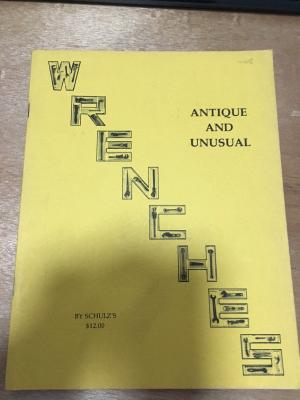 WRENCHES
ANTIQUE
AND
UNUSUAL
BY SCHULZ'S
$12.00